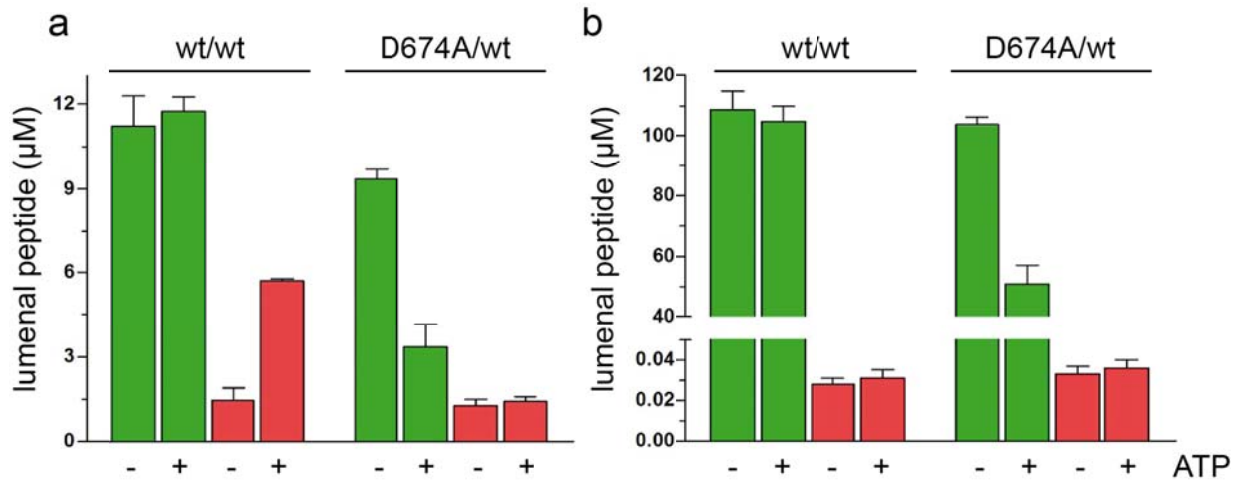 a
wt/wt
D674A/wt
lumenal peptide (µM)
12
9
6
3
0
- + - + - + - +
b
wt/wt
D674A/wt
lumenal peptide (µM)
120
100
80
60
40
0.04
0.02
0.00
- + - + - + - + ATP